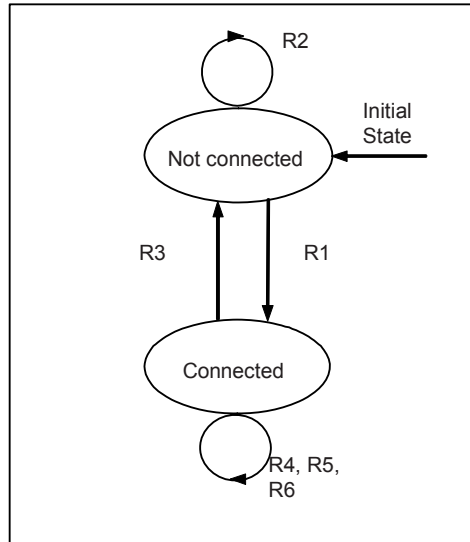 R2
Initial
State
Not connected
R3
R1
Connected
R4, R5,
R6